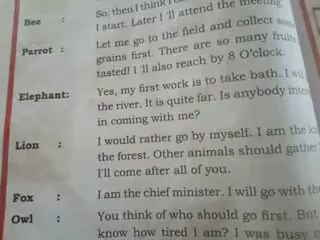 So, then I think I
Bee : I start. Later I 'll attend the meeting.
Let me go to the field and collect some
Parrot : grains first. There are so many fruits
tasted! I 'll also reach by 8 O'clock.
Elephant: Yes, my first work is to take bath. I will
the river. It is quite far. Is anybody
in coming with me?
Lion : I would rather go by myself. I am the
the forest. Other animals should gather
I'll come after all of you.
Fox : I am the chief minister. I will go with the
Owl : You think of who should go first. But
know how tired I am? I was busy